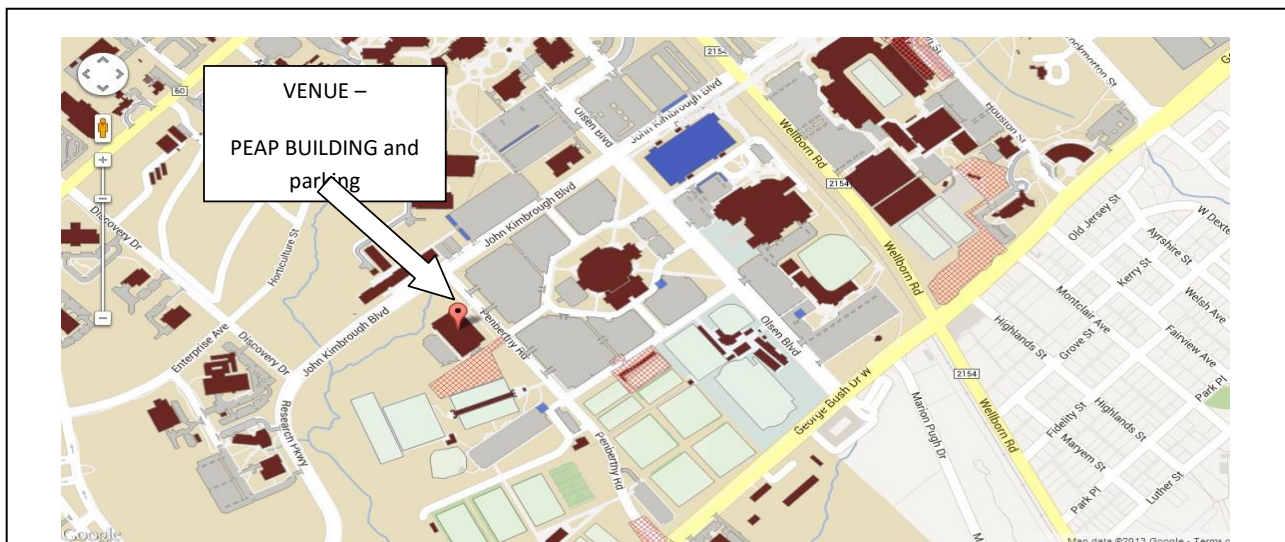 VENUE –
PEAP BUILDING and
parking
60
2154
John Kimbrough Blvd
Olsen Blvd
Houston St
Wellborn Rd
2154
Discovery Dr
Horticulture St
John Kimbrough Blvd
Old Jersey St
W Dexte
Ayrshire St
Kerry St
Welsh Ave
Wellborn Rd
Montclair Ave
Fairview Ave
Enterprise Ave
Discovery Dr
John Kimbrough Blvd
Penberthy Rd
Olsen Blvd
Highlands St
Grove St
Park Pl
George Bush Dr W
2154
Research Pkwy
Marion Pugh Dr
Wellborn Rd
Fidelity St
Highlands St
Maryem St
Penberthy Rd
Park Pl
Luther St
Google
Map data ©2013 Google - Terms o